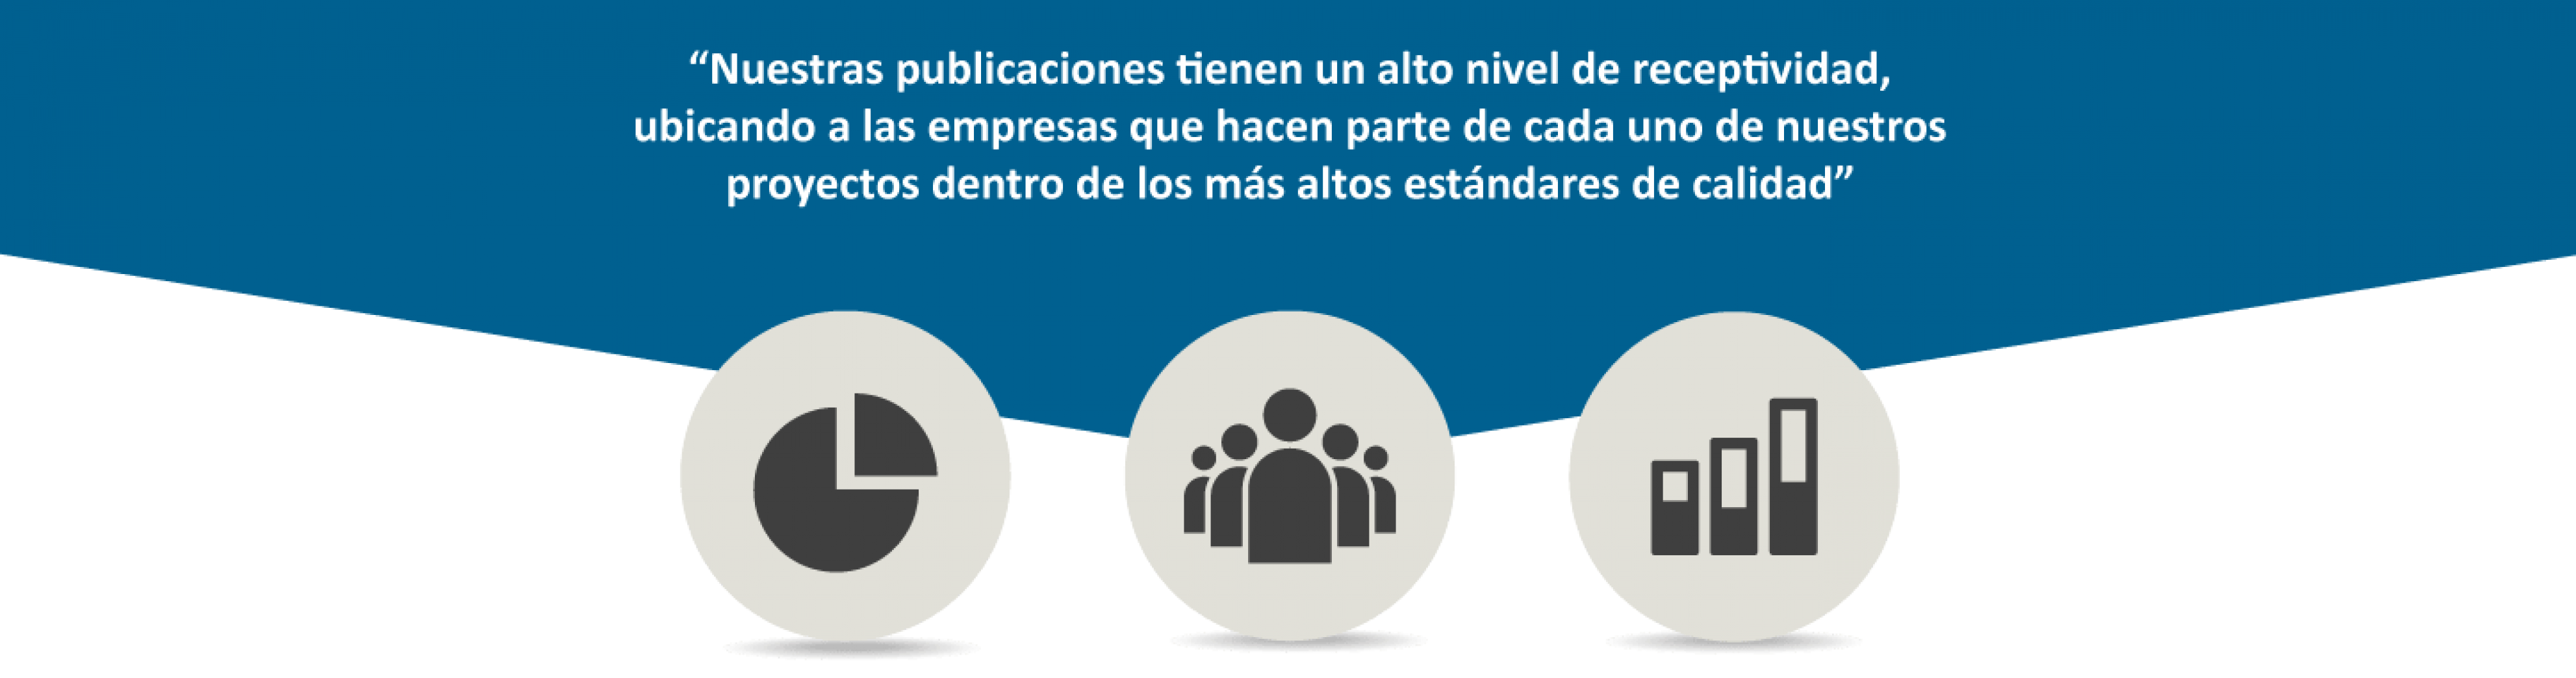 “Nuestras publicaciones tienen un alto nivel de receptividad,
ubicando a las empresas que hacen parte de cada uno de nuestros
proyectos dentro de los más altos estándares de calidad”